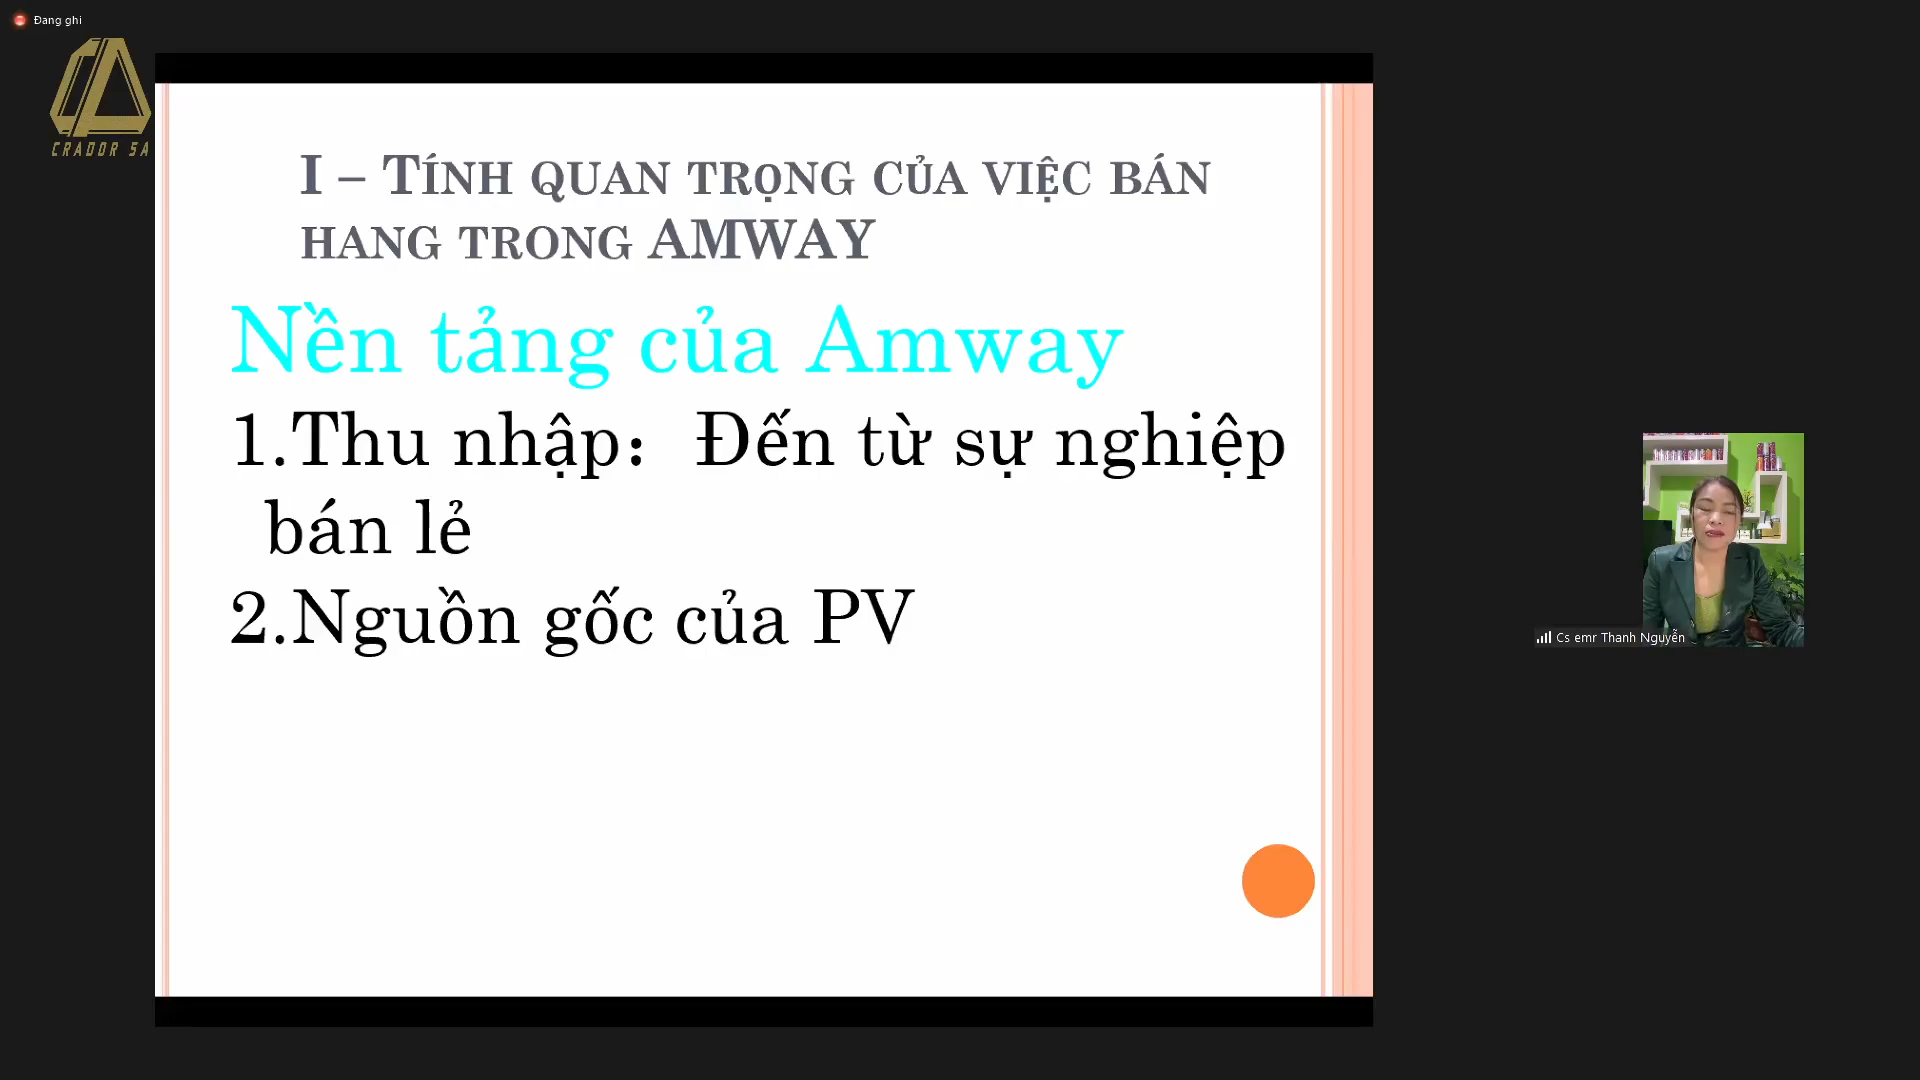 Đang ghi
CRADOR SA
I – TÍNH QUAN TRỌNG CỦA VIỆC BÁN
HANG TRONG AMWAY
Nền tảng của Amway
1.Thu nhập: Đến từ sự nghiệp
bán lẻ
2.Nguồn gốc của PV
Cs emr Thanh Nguyễn